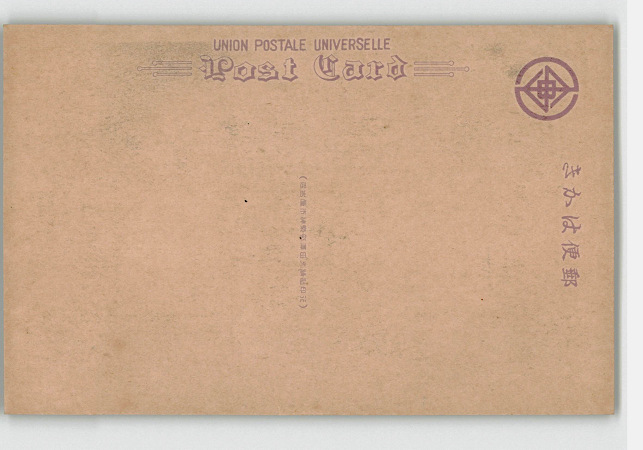 UNION POSTALE UNIVERSELLE
Post Card
きかは便郵